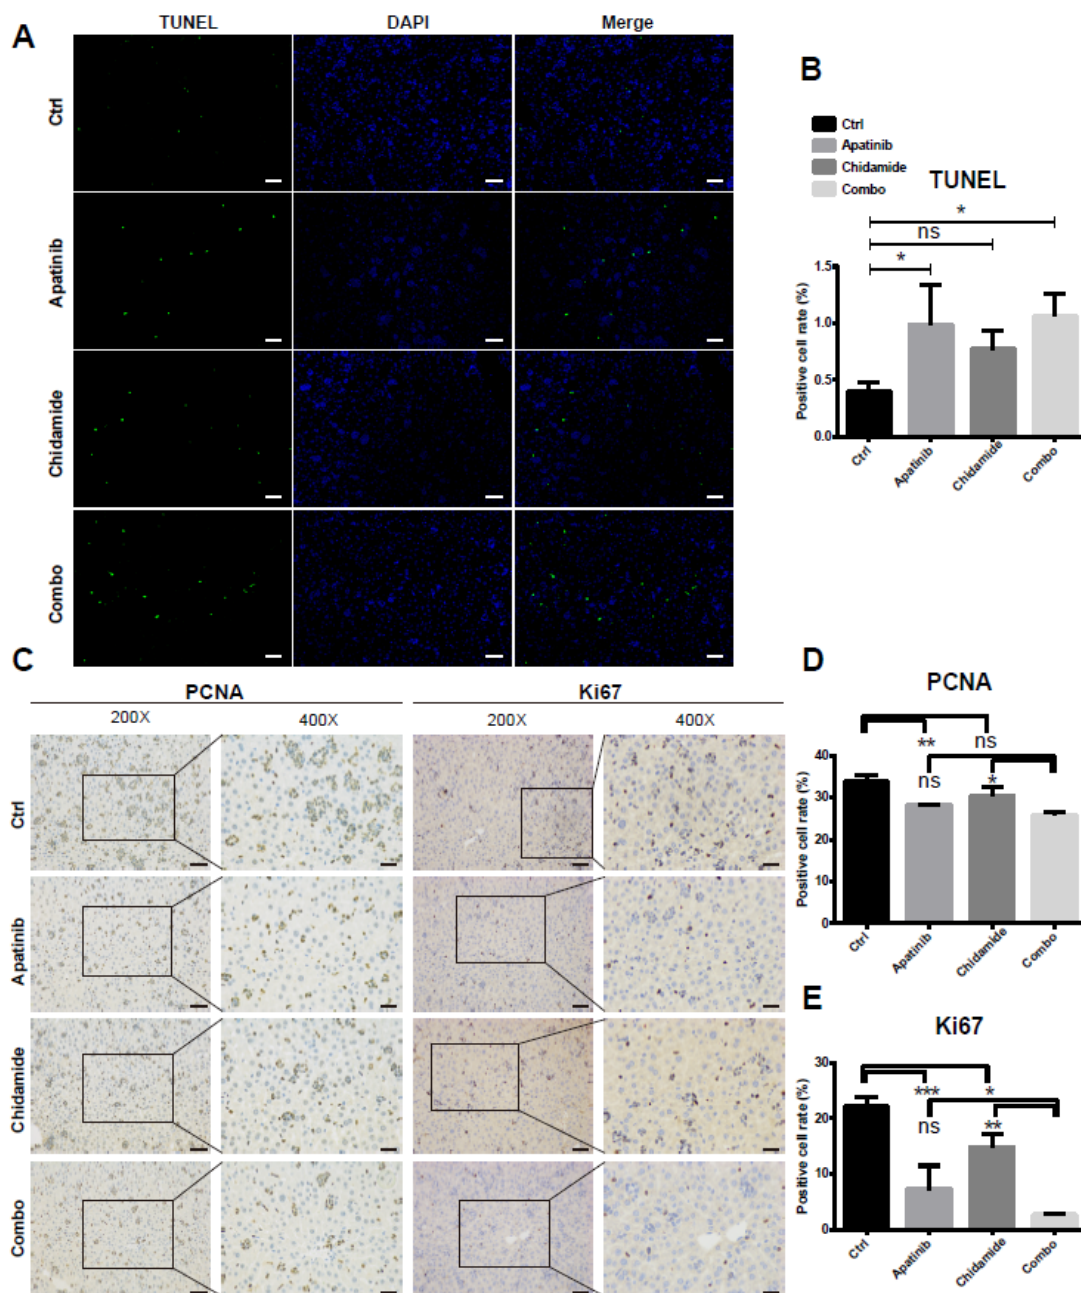 A
TUNEL
DAPI
Merge
Ctrl
Apatinib
Chidamide
Combo
B
Ctrl
Apatinib
Chidamide
Combo
TUNEL
*
ns
*
Positive cell rate (%)
1.5
1.0
0.5
0.0
Ctrl
Apatinib
Chidamide
Combo
C
PCNA
Ki67
200X
400X
200X
400X
Ctrl
Apatinib
Chidamide
Combo
D
PCNA
** ns
ns *
Positive cell rate (%)
40
30
20
10
0
Ctrl
Apatinib
Chidamide
Combo
E
Ki67
*** *
ns **
Positive cell rate (%)
30
20
10
0
Ctrl
Apatinib
Chidamide
Combo